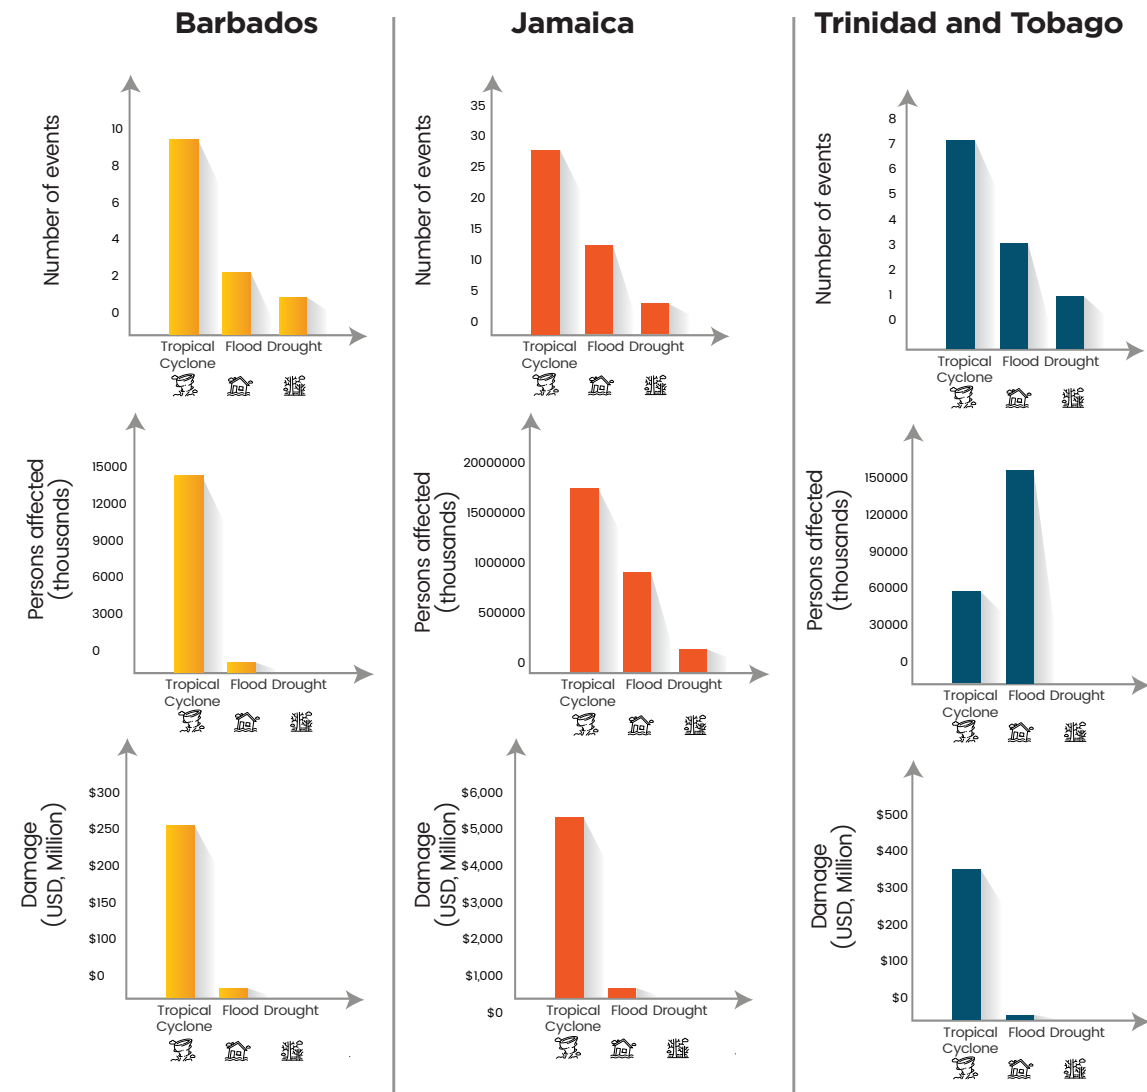 Barbados
Jamaica
Trinidad and Tobago
Number of events
10
8
6
4
2
0
Tropical
Cyclone
Flood
Drought
Number of events
35
30
25
20
15
10
5
0
Tropical
Cyclone
Flood
Drought
Number of events
8
7
6
5
4
3
2
1
0
Tropical
Cyclone
Flood
Drought
Persons affected
(thousands)
15000
12000
9000
6000
3000
0
Tropical
Cyclone
Flood
Drought
Persons affected
(thousands)
20000000
15000000
1000000
500000
0
Tropical
Cyclone
Flood
Drought
Persons affected
(thousands)
150000
120000
90000
60000
30000
0
Tropical
Cyclone
Flood
Drought
Damage
(USD, Million)
$300
$250
$200
$150
$100
$0
Tropical
Cyclone
Flood
Drought
Damage
(USD, Million)
$6,000
$5,000
$4,000
$3,000
$2,000
$1,000
$0
Tropical
Cyclone
Flood
Drought
Damage
(USD, Million)
$500
$400
$300
$200
$100
$0
Tropical
Cyclone
Flood
Drought